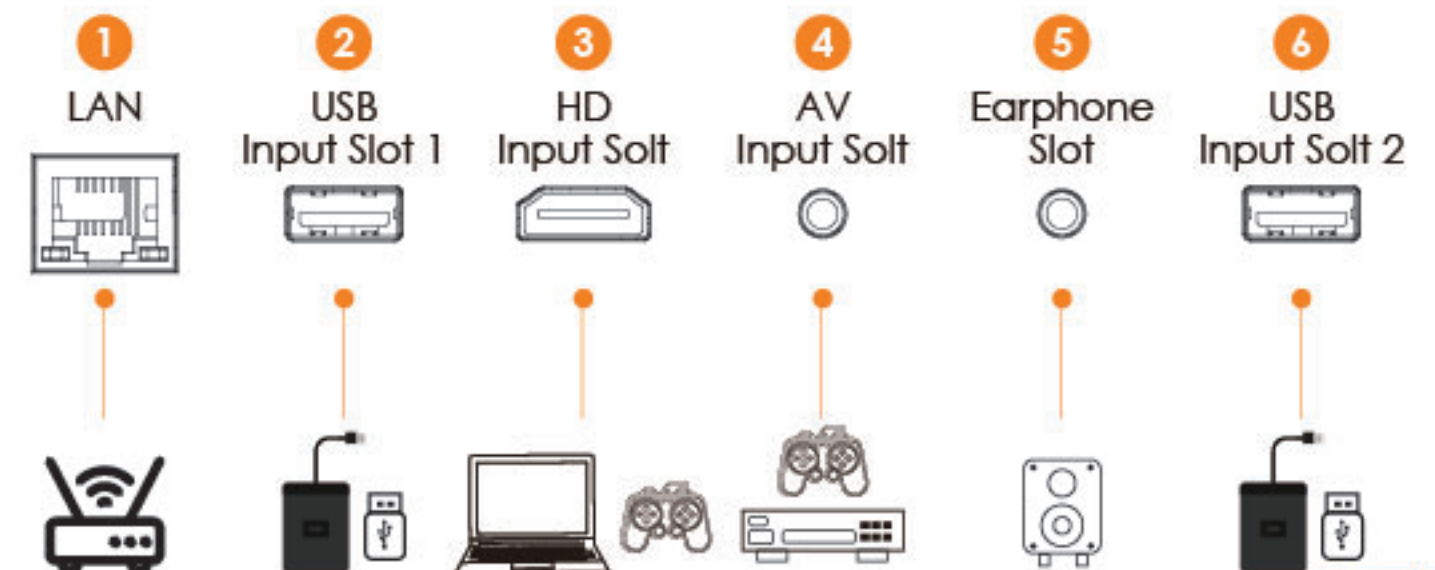 1 2 3 4 5 6
LAN USB HD AV Earphone USB
Input Slot 1 Input Solt Input Solt Slot Input Solt 2